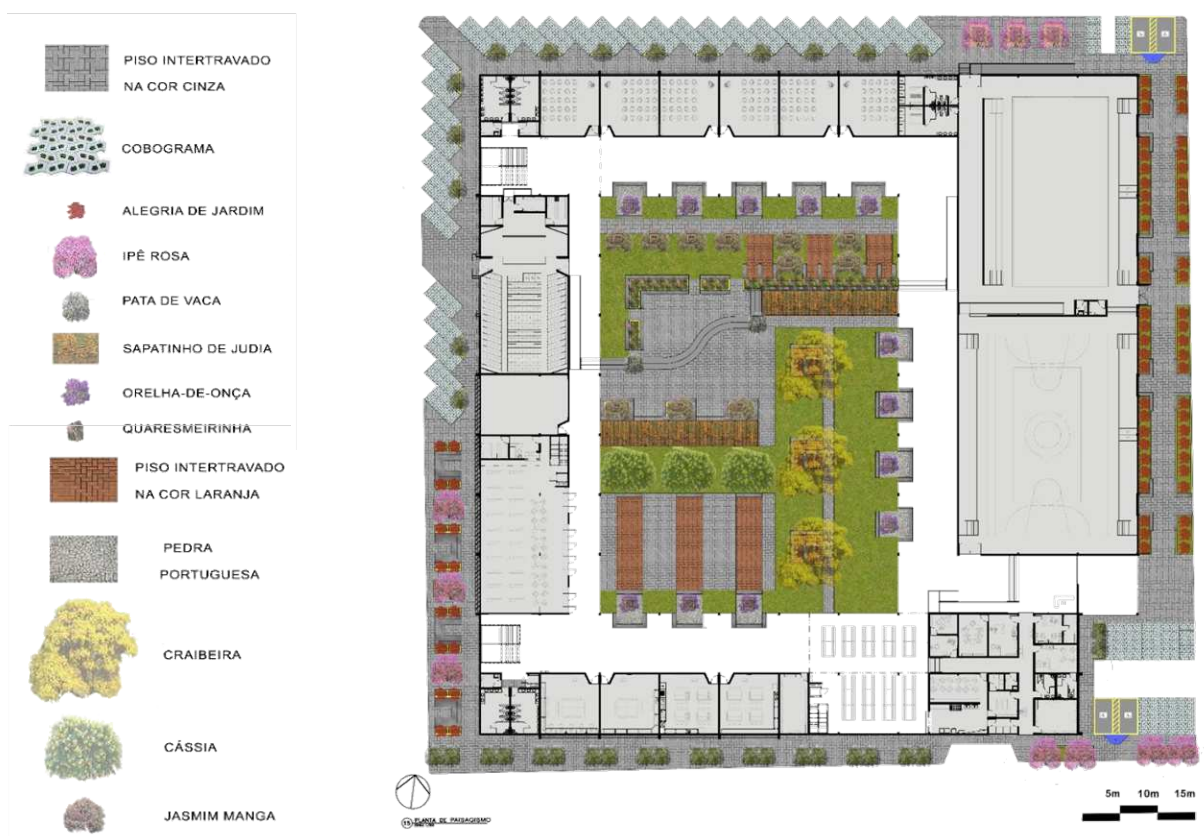 PISO INTERTRAVADO
NA COR CINZA
COBOGRAMA
ALEGRIA DE JARDIM
IPÊ ROSA
PATA DE VACA
SAPATINHO DE JUDIA
ORELHA-DE-ONÇA
QUARESMEIRINHA
PISO INTERTRAVADO
NA COR LARANJA
PEDRA
PORTUGUESA
CRAIBEIRA
CÁSSIA
JASMIM MANGA
PLANTA DE PAISAGISMO
5m 10m 15m